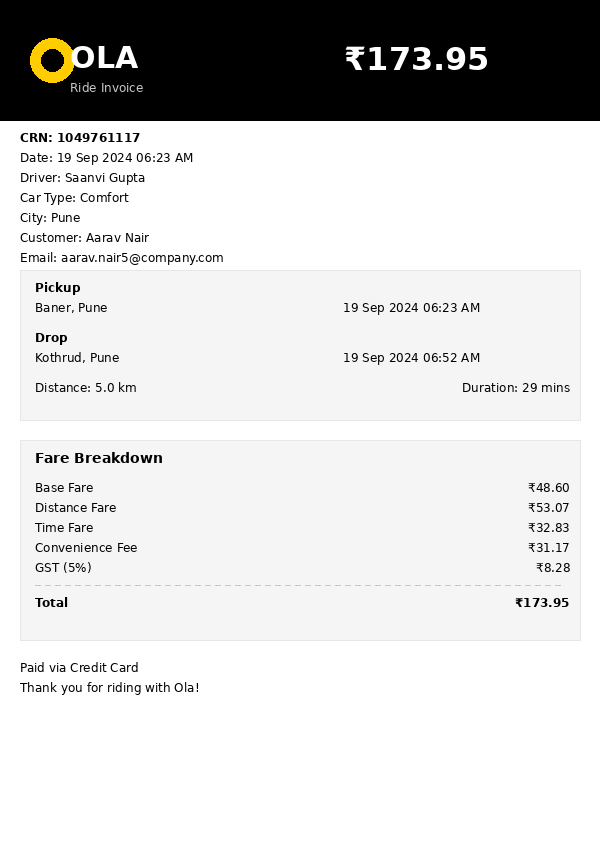 OLA
₹173.95
Ride Invoice
CRN: 1049761117
Date: 19 Sep 2024 06:23 AM
Driver: Saanvi Gupta
Car Type: Comfort
City: Pune
Customer: Aarav Nair
Email: aarav.nair5@company.com
Pickup
Baner, Pune 19 Sep 2024 06:23 AM
Drop
Kothrud, Pune 19 Sep 2024 06:52 AM
Distance: 5.0 km Duration: 29 mins
Fare Breakdown
Base Fare ₹48.60
Distance Fare ₹53.07
Time Fare ₹32.83
Convenience Fee ₹31.17
GST (5%) ₹8.28
Total ₹173.95
Paid via Credit Card
Thank you for riding with Ola!